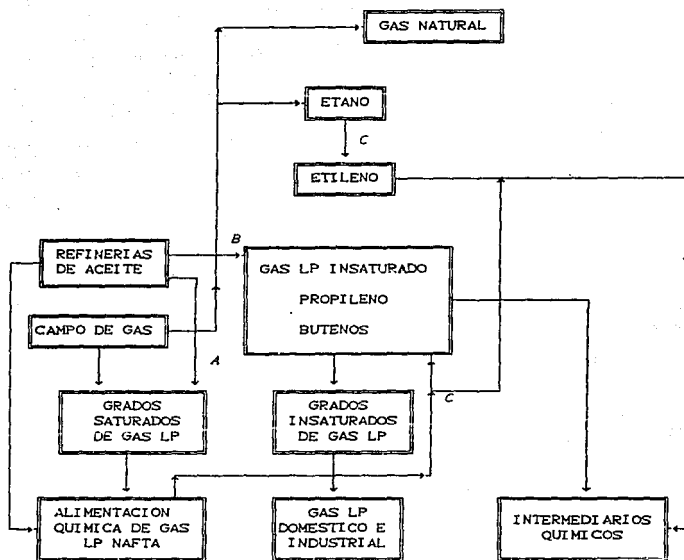 GAS NATURAL
ETANO
C
ETILENO
B
REFINERIAS
DE ACEITE
GAS LP INSATURADO
PROPILENO
BUTENOS
CAMPO DE GAS
A
C
GRADOS
SATURADOS
DE GAS LP
GRADOS
INSATURADOS
DE GAS LP
ALIMENTACION
QUIMICA DE GAS
LP NAFTA
GAS LP
DOMESTICO E
INDUSTRIAL
INTERMEDIARIOS
QUIMICOS